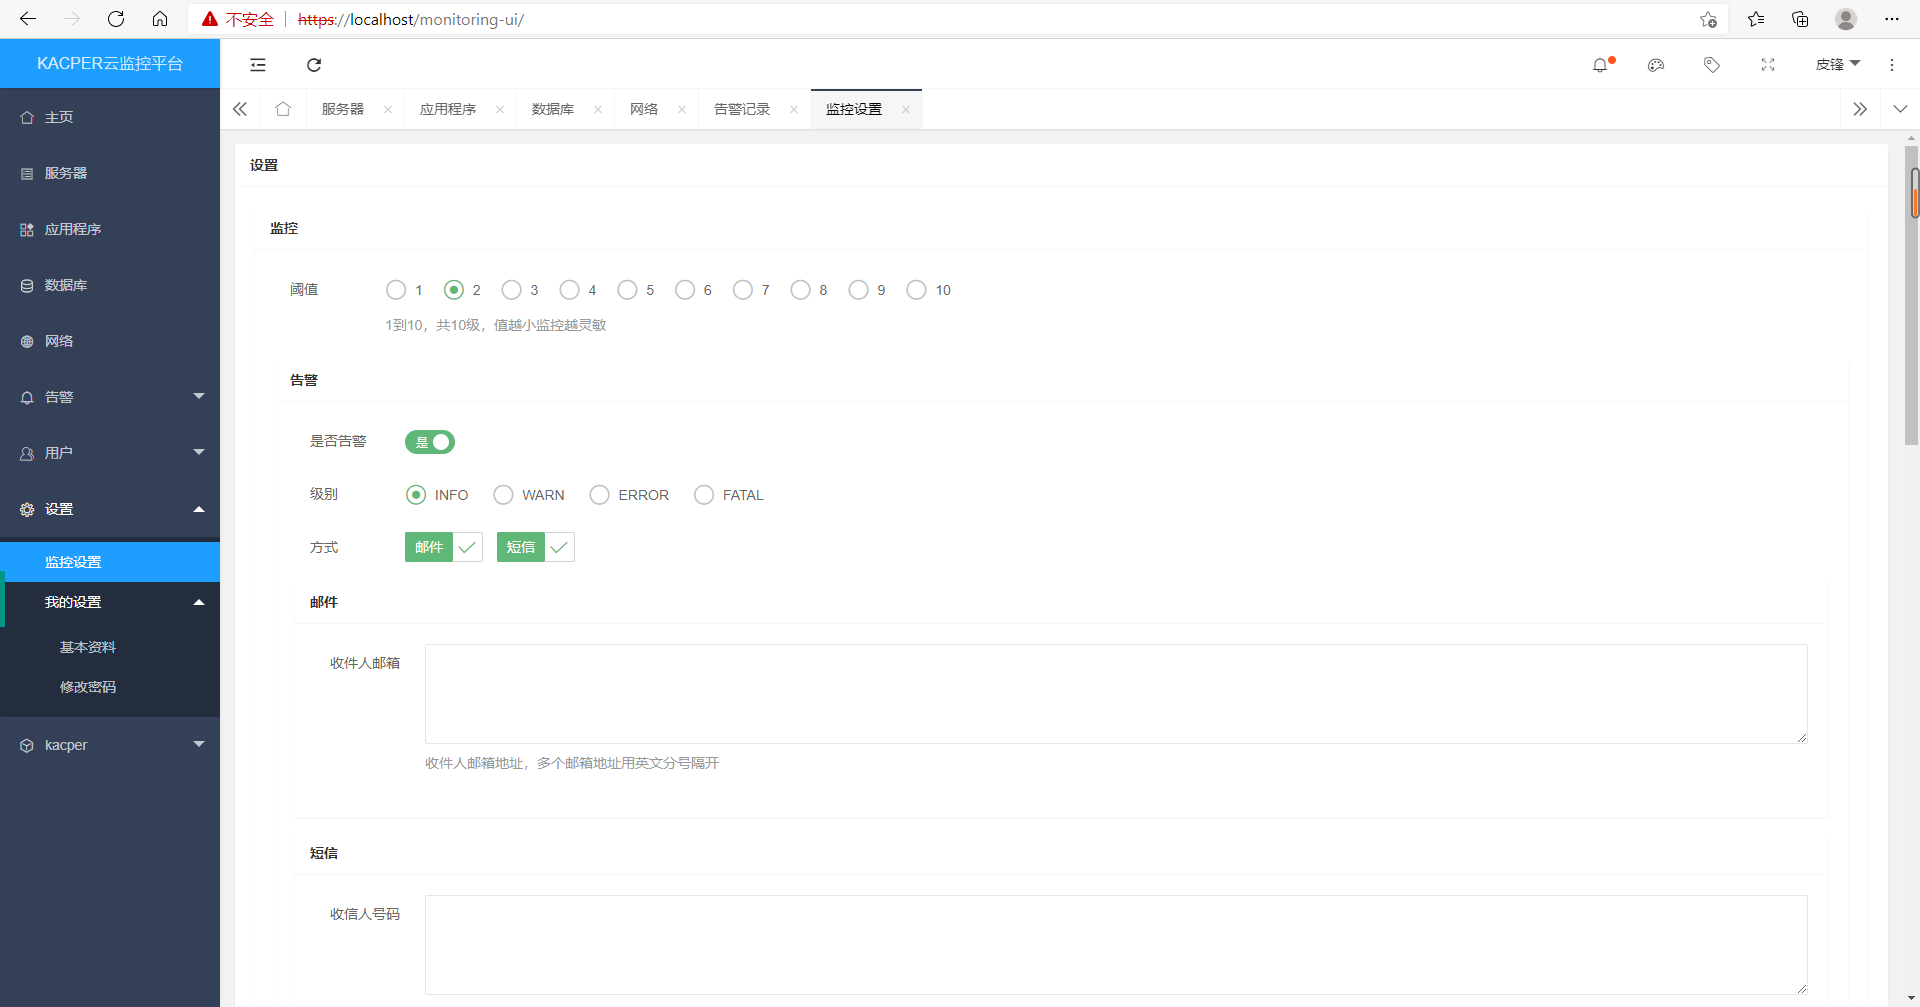 不安全 https://localhost/monitoring-ui/
KACPER云监控平台
皮锋
服务器 应用程序 数据库 网络 告警记录 监控设置
主页
服务器
应用程序
数据库
网络
告警
用户
设置
监控设置
我的设置
基本资料
修改密码
kacper
设置
监控
阈值 1 2 3 4 5 6 7 8 9 10
1到10，共10级，值越小监控越灵敏
告警
是否告警 是
级别 INFO WARN ERROR FATAL
方式 邮件 短信
邮件
收件人邮箱
收件人邮箱地址，多个邮箱地址用英文分号隔开
短信
收信人号码